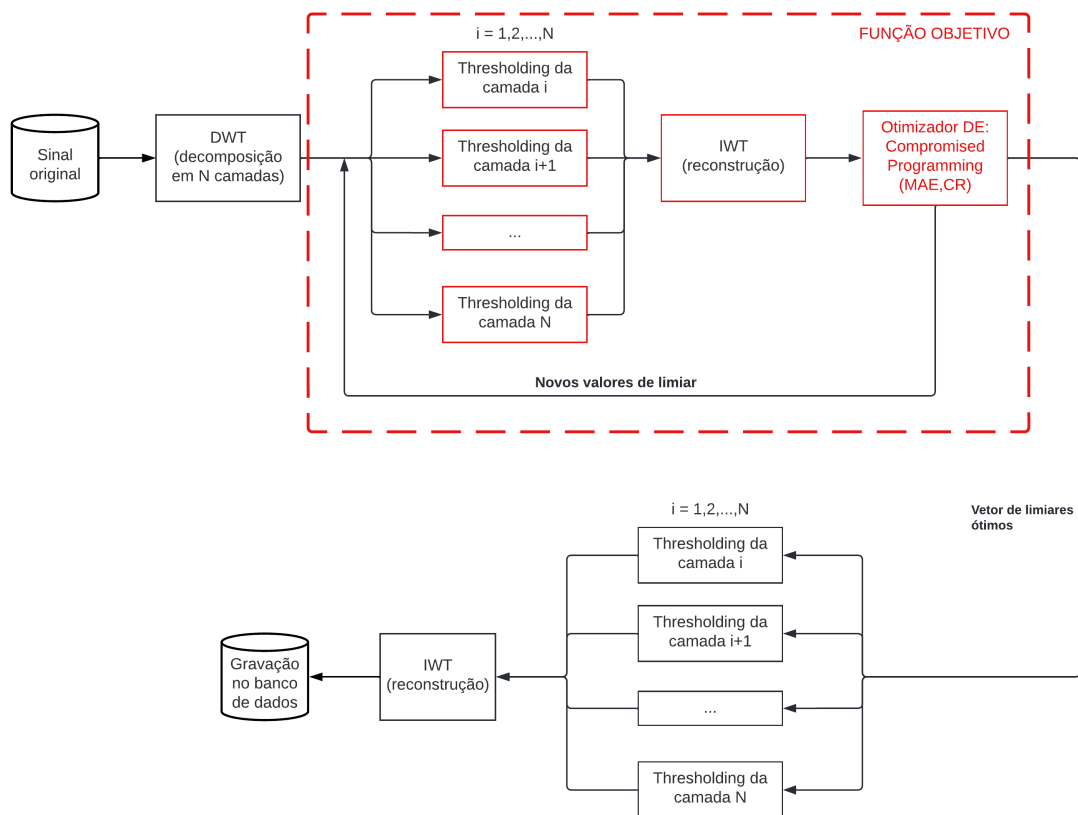 i = 1,2,...,N
FUNÇÃO OBJETIVO
Sinal
original
DWT
(decomposição
em N camadas)
Thresholding da
camada i
Thresholding da
camada i+1
...
Thresholding da
camada N
IWT
(reconstrução)
Otimizador DE:
Compromised
Programming
(MAE,CR)
Novos valores de limiar
i = 1,2,...,N
Vetor de limiares
ótimos
Thresholding da
camada i
Thresholding da
camada i+1
...
Thresholding da
camada N
IWT
(reconstrução)
Gravação
no banco
de dados